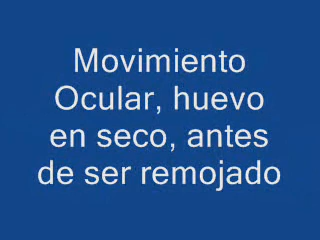 Movimiento
Ocular, huevo
en seco, antes
de ser remojado